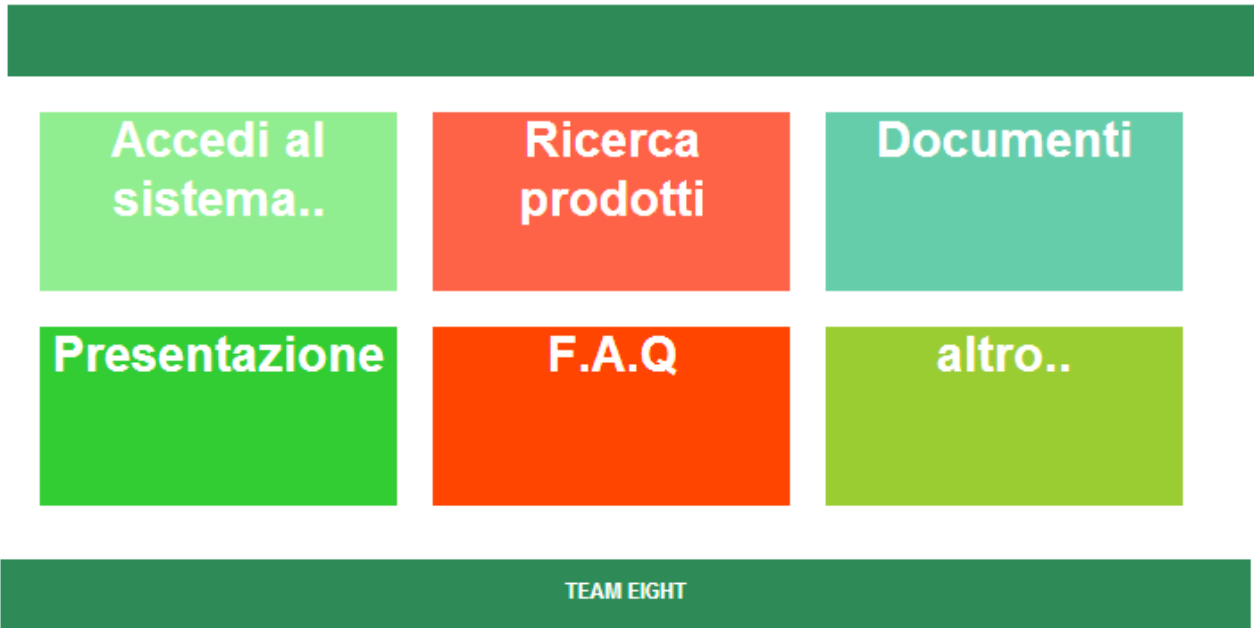 Accedi al
sistema..
Ricerca
prodotti
Documenti
Presentazione
F.A.Q
altro..
TEAM EIGHT